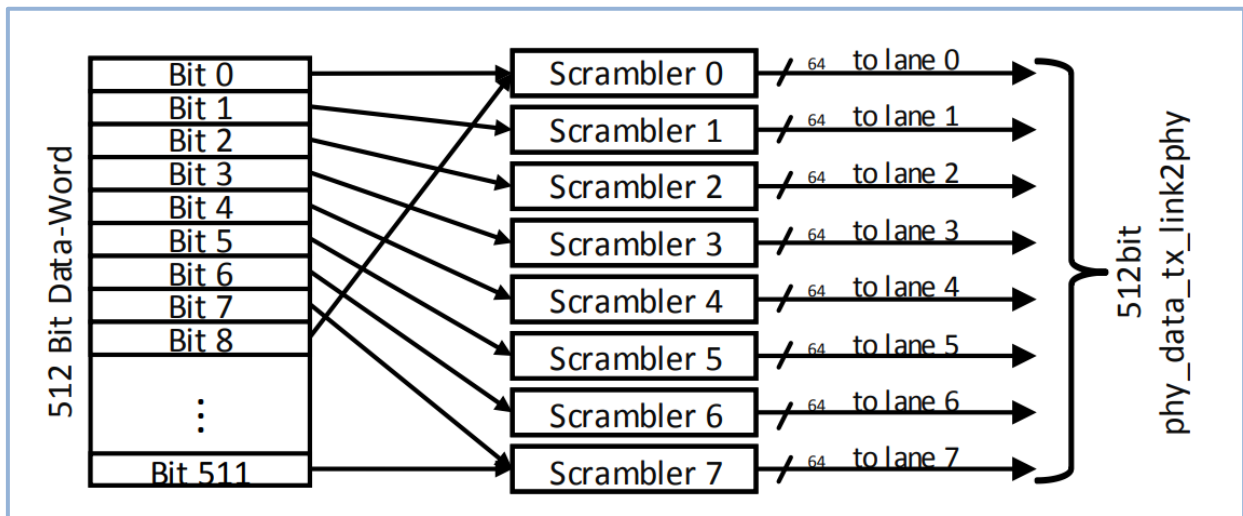 512 Bit Data-Word
Bit 0
Bit 1
Bit 2
Bit 3
Bit 4
Bit 5
Bit 6
Bit 7
Bit 8
⋮
Bit 511
Scrambler 0
Scrambler 1
Scrambler 2
Scrambler 3
Scrambler 4
Scrambler 5
Scrambler 6
Scrambler 7
64 to lane 0
64 to lane 1
64 to lane 2
64 to lane 3
64 to lane 4
64 to lane 5
64 to lane 6
64 to lane 7
512bit
phy_data_tx_link2phy